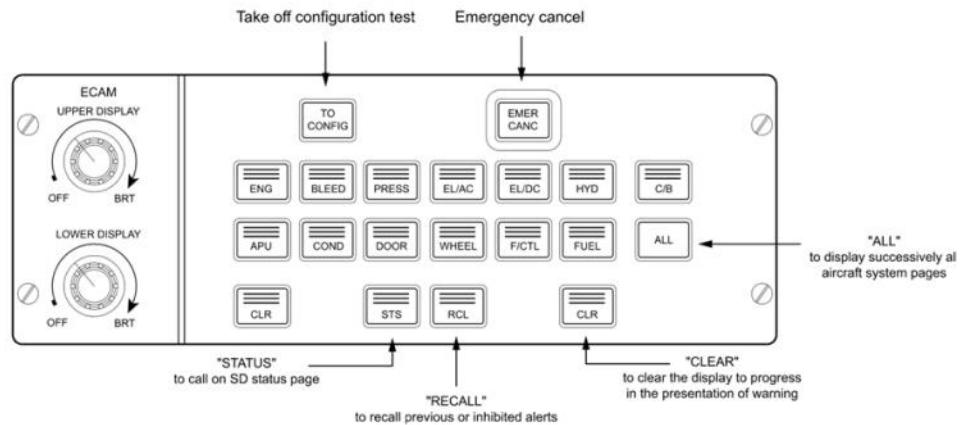 Take off configuration test
Emergency cancel
ECAM
UPPER DISPLAY
OFF
BRT
LOWER DISPLAY
OFF
BRT
TO
CONFIG
EMER
CANC
ENG
BLEED
PRESS
EL/AC
EL/DC
HYD
C/B
APU
COND
DOOR
WHEEL
F/CTL
FUEL
ALL
CLR
STS
RCL
CLR
"ALL"
to display successively al
aircraft system pages
"STATUS"
to call on SD status page
"RECALL"
to recall previous or inhibited alerts
"CLEAR"
to clear the display to progress
in the presentation of warning